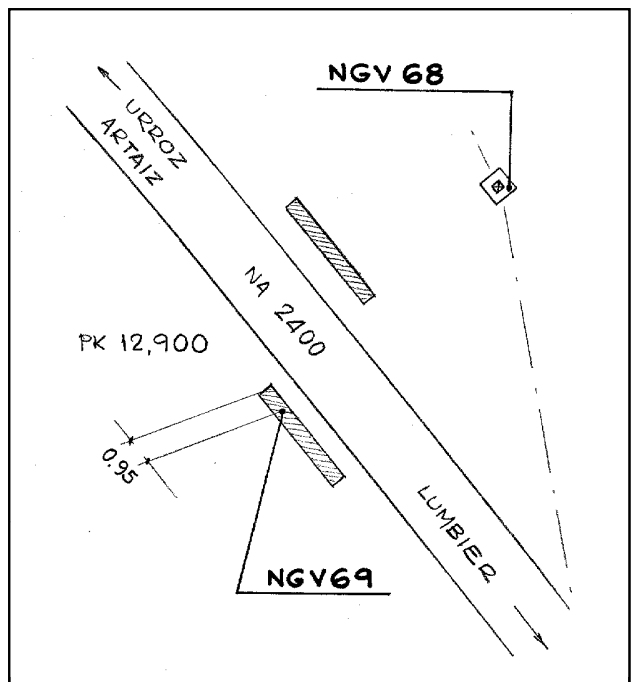 NGV 68
URROZ
ARTAIZ
NA 2400
PK 12,900
0.95
LUMBIER
NGV69